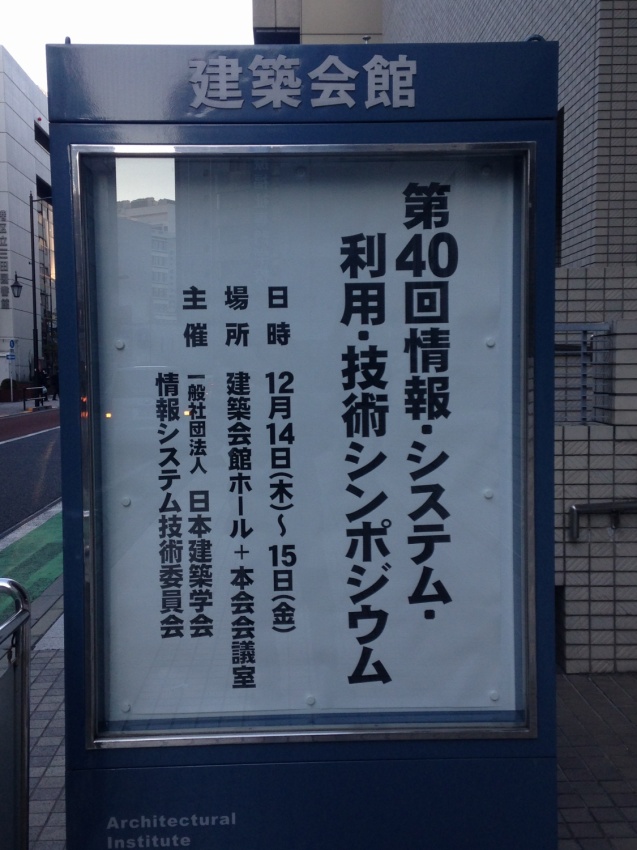 建築会館
第40回情報・システム・
利用・技術シンポジウム
日時 12月14日(木)～15日(金)
場所 建築会館ホール＋本会会議室
主催 一般社団法人 日本建築学会
情報システム技術委員会
Architectural
Institute